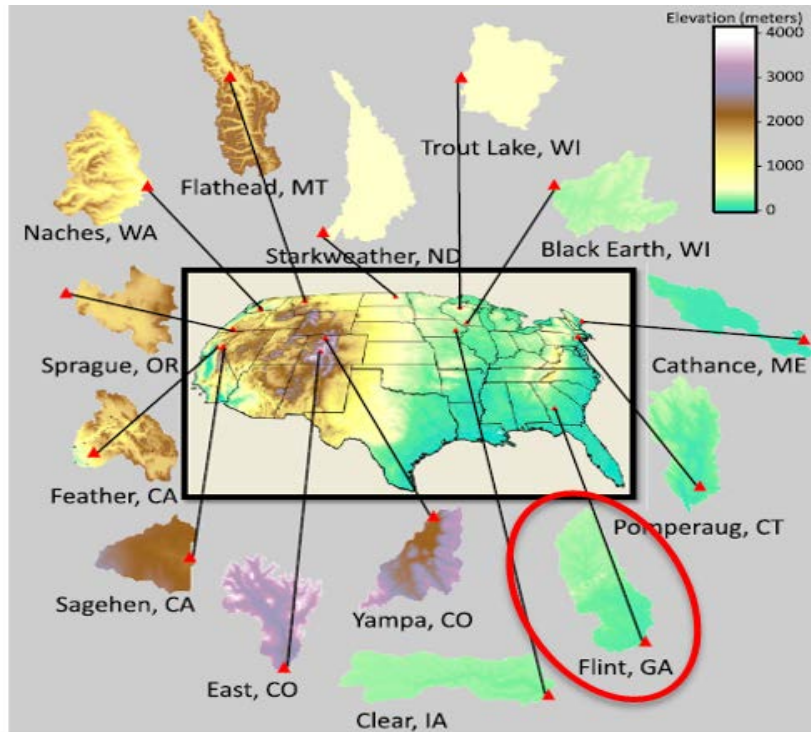 Elevation (meters)
4000
3000
2000
1000
0
Trout Lake, WI
Flathead, MT
Naches, WA
Starkweather, ND
Black Earth, WI
Sprague, OR
Cathance, ME
Feather, CA
Pomperaug, CT
Sagehen, CA
Yampa, CO
Flint, GA
East, CO
Clear, IA